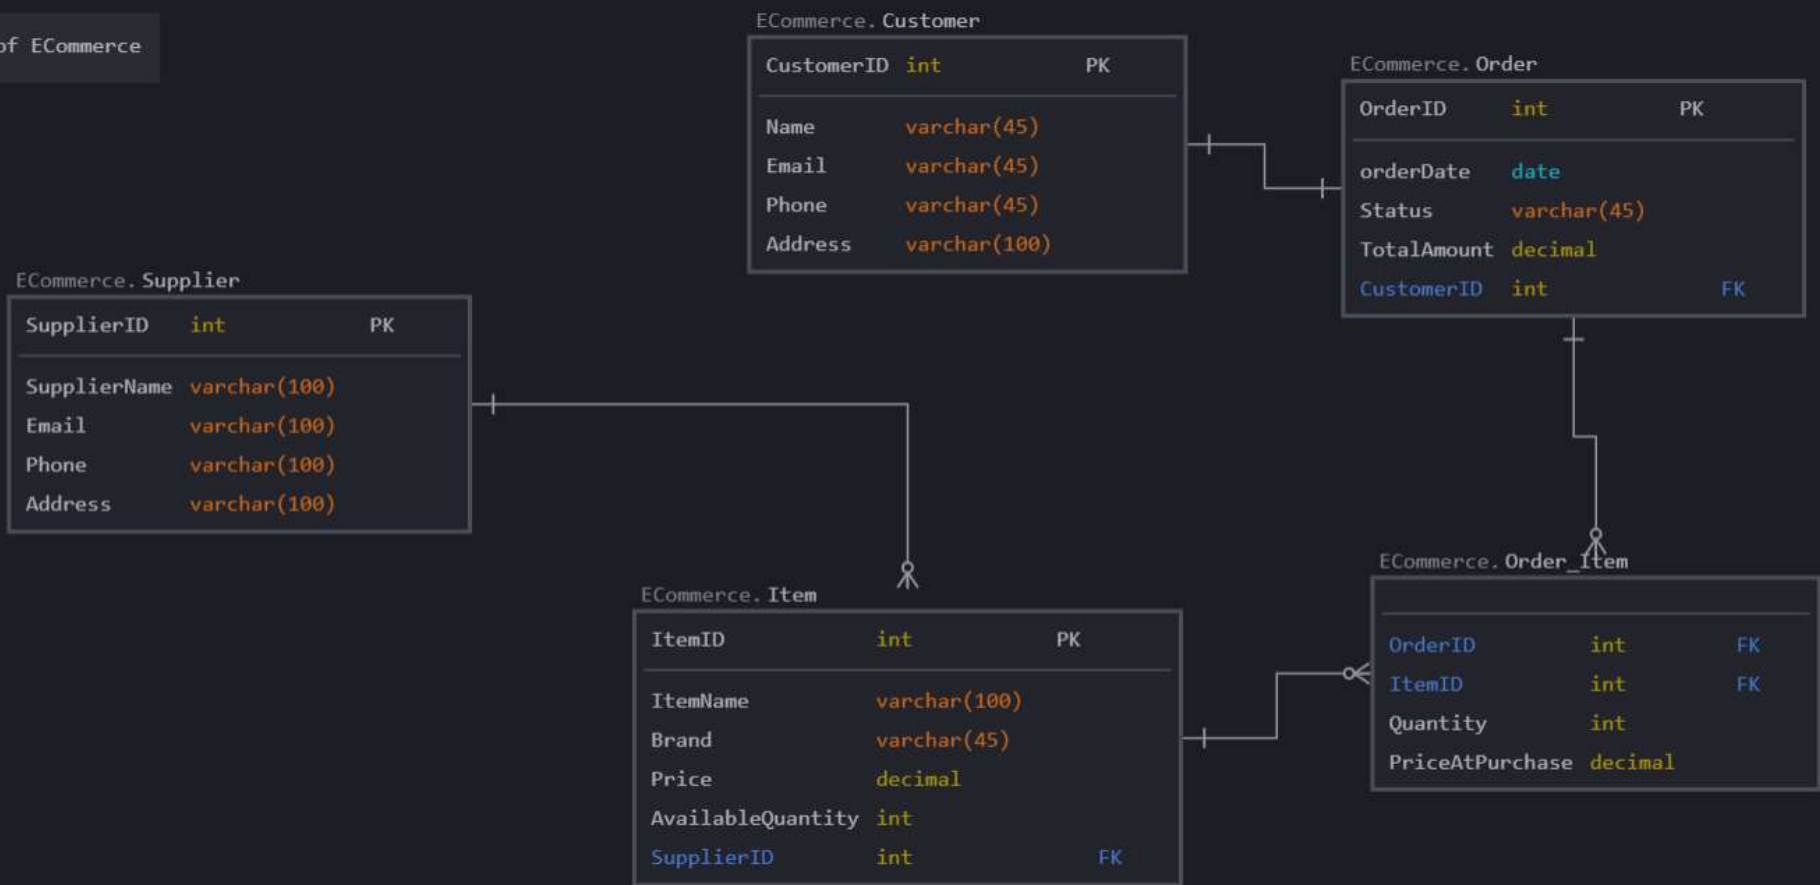 of ECommerce
ECommerce.Customer
CustomerID int PK
Name varchar(45)
Email varchar(45)
Phone varchar(45)
Address varchar(100)
ECommerce.Order
OrderID int PK
orderDate date
Status varchar(45)
TotalAmount decimal
CustomerID int FK
ECommerce.Supplier
SupplierID int PK
SupplierName varchar(100)
Email varchar(100)
Phone varchar(100)
Address varchar(100)
ECommerce.Item
ItemID int PK
ItemName varchar(100)
Brand varchar(45)
Price decimal
AvailableQuantity int
SupplierID int FK
ECommerce.Order_Item
OrderID int FK
ItemID int FK
Quantity int
PriceAtPurchase decimal